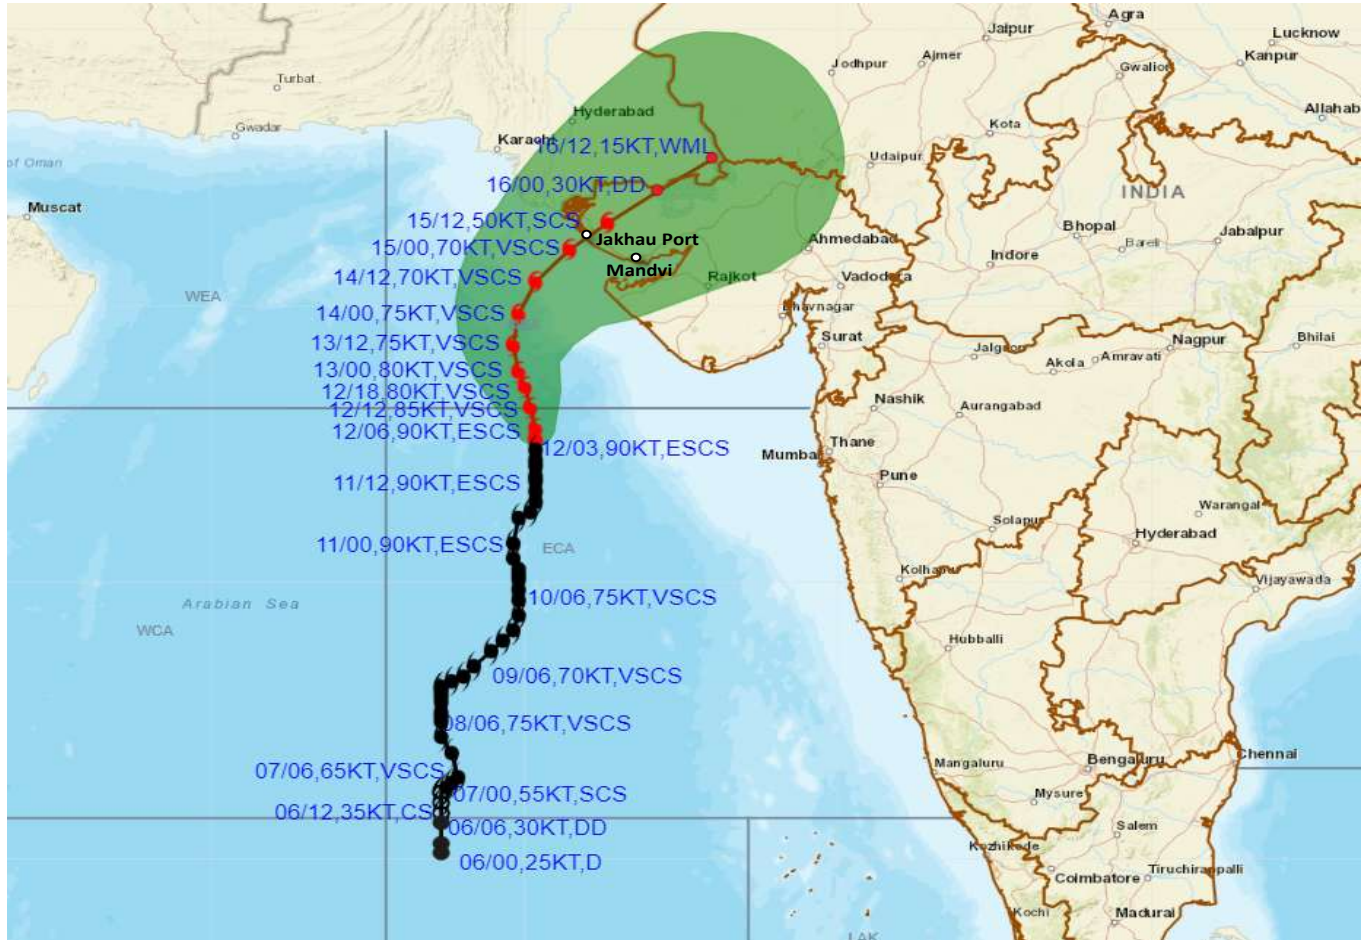 Agra
Jaipur
Lucknow
Ajmer
Kanpur
Jodhpur
Gwalior
Turbat
Hyderabad
Allahab
Gwadar
Karachi
Kota
16/12,15KT,WML
of Oman
Udaipur
16/00,30KT,DD
INDIA
Muscat
15/12,50KT,SCS
Bhopal
Jabalpur
Jakhau Port
Bareli
15/00,70KT,VSCS
Ahmedabad
Mandvi
Indore
14/12,70KT,VSCS
Rajkot
Vadodara
WEA
Bhavnagar
14/00,75KT,VSCS
Surat
Bhilai
13/12,75KT,VSCS
Jalgaon
Nagpur
Amravati
Akola
13/00,80KT,VSCS
12/18,80KT,VSCS
12/12,85KT,VSCS
Nashik
Aurangabad
12/06,90KT,ESCS
12/03,90KT,ESCS
Thane
Mumbai
11/12,90KT,ESCS
Pune
Warangal
Solapur
Hyderabad
11/00,90KT,ESCS
ECA
Kolhapur
Vijayawada
10/06,75KT,VSCS
Arabian Sea
WCA
Hubballi
09/06,70KT,VSCS
08/06,75KT,VSCS
Chennai
Bengaluru
Mangaluru
07/06,65KT,VSCS
07/00,55KT,SCS
Mysure
06/12,35KT,CS
06/06,30KT,DD
Salem
Kozhikode
06/00,25KT,D
Tiruchirappalli
Coimbatore
Kochi
Madurai
LAK